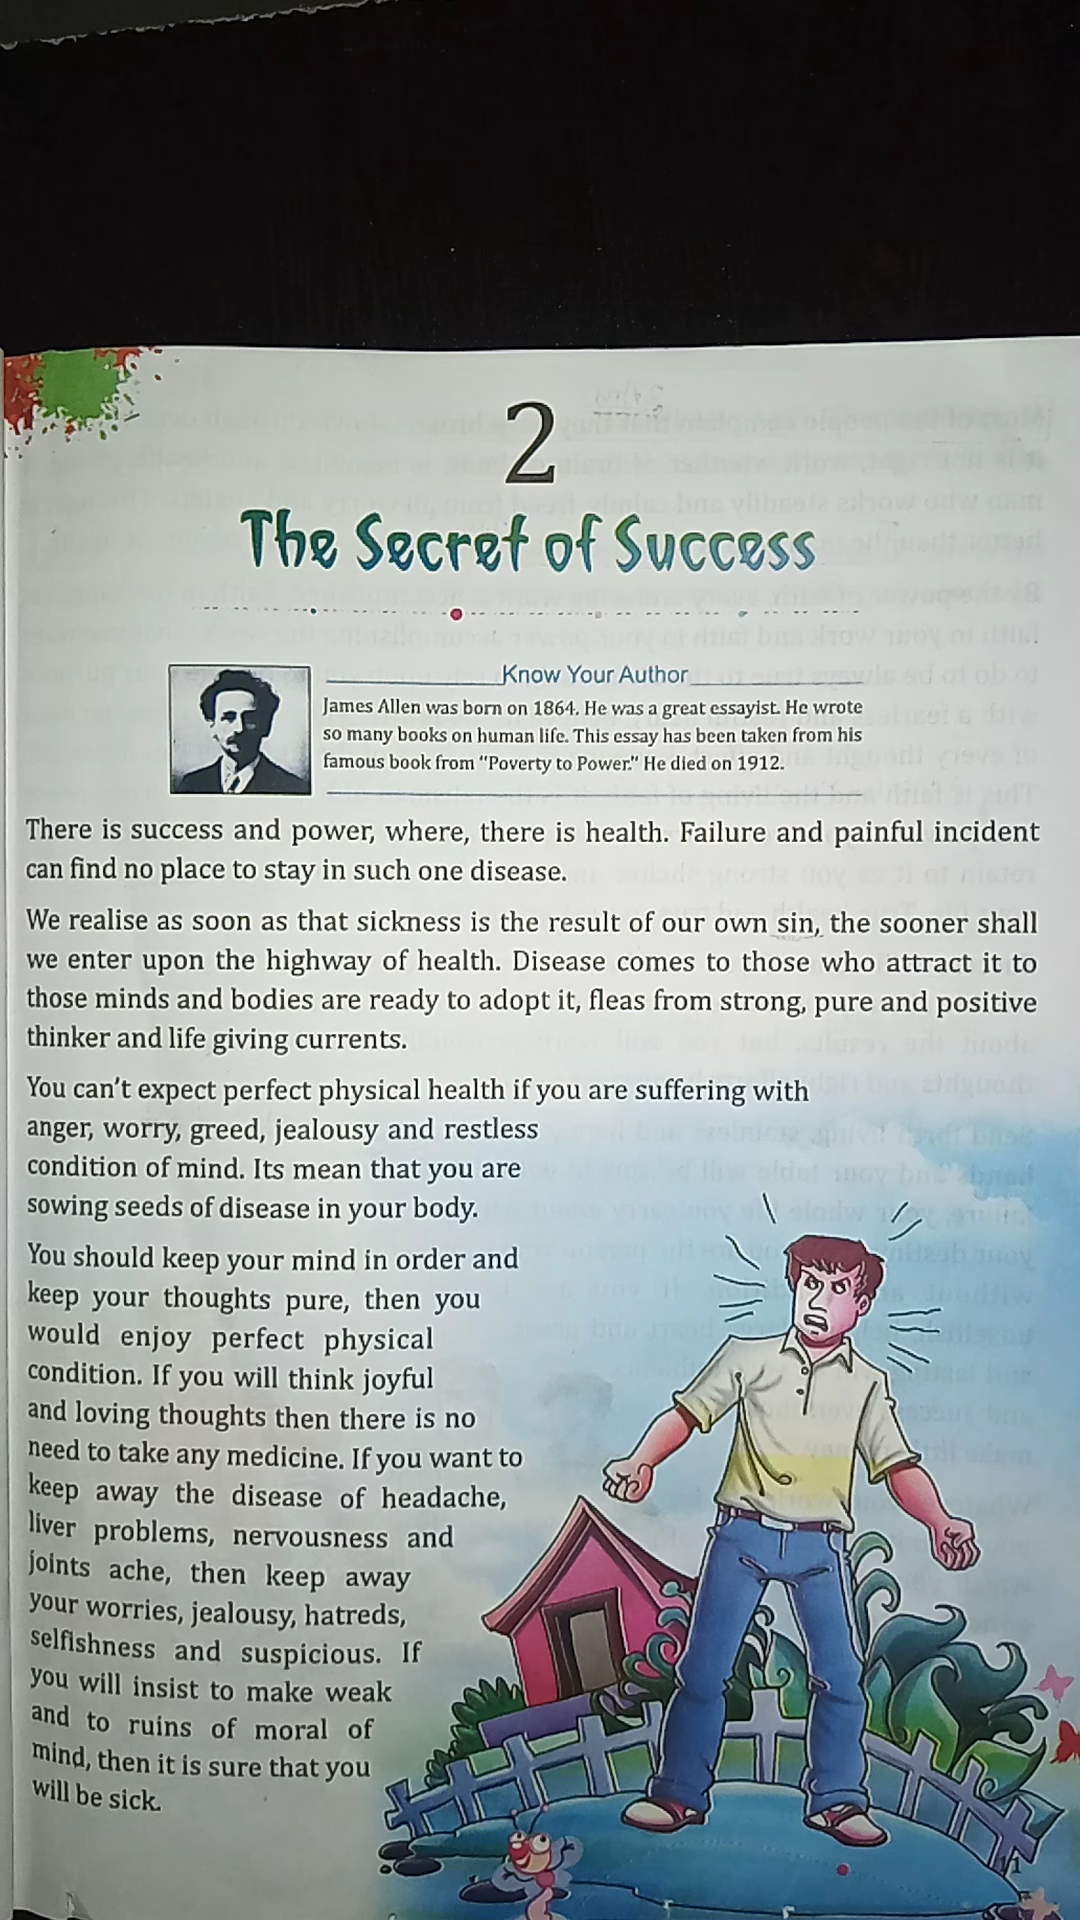 2
The Secret of Success
Know Your Author
James Allen was born on 1864. He was a great essayist. He wrote
so many books on human life. This essay has been taken from his
famous book from "Poverty to Power." He died on 1912.
There is success and power, where, there is health. Failure and painful incident
can find no place to stay in such one disease.
We realise as soon as that sickness is the result of our own sin, the sooner shall
we enter upon the highway of health. Disease comes to those who attract it to
those minds and bodies are ready to adopt it, fleas from strong, pure and positive
thinker and life giving currents.
You can't expect perfect physical health if you are suffering with
anger, worry, greed, jealousy and restless
condition of mind. Its mean that you are
sowing seeds of disease in your body.
You should keep your mind in order and
keep your thoughts pure, then you
would enjoy perfect physical
condition. If you will think joyful
and loving thoughts then there is no
need to take any medicine. If you want to
keep away the disease of headache,
liver problems, nervousness and
joints ache, then keep away
your worries, jealousy, hatreds,
selfishness and suspicious. If
you will insist to make weak
and to ruins of moral of
mind, then it is sure that you
will be sick.
11